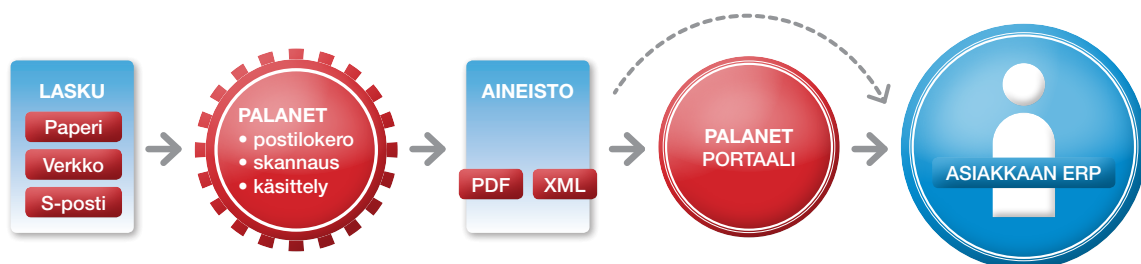 LASKU
Paperi
Verkko
S-posti
PALANET
• postilokero
• skannaus
• käsittely
AINEISTO
PDF XML
PALANET
PORTAALI
ASIAKKAAN ERP